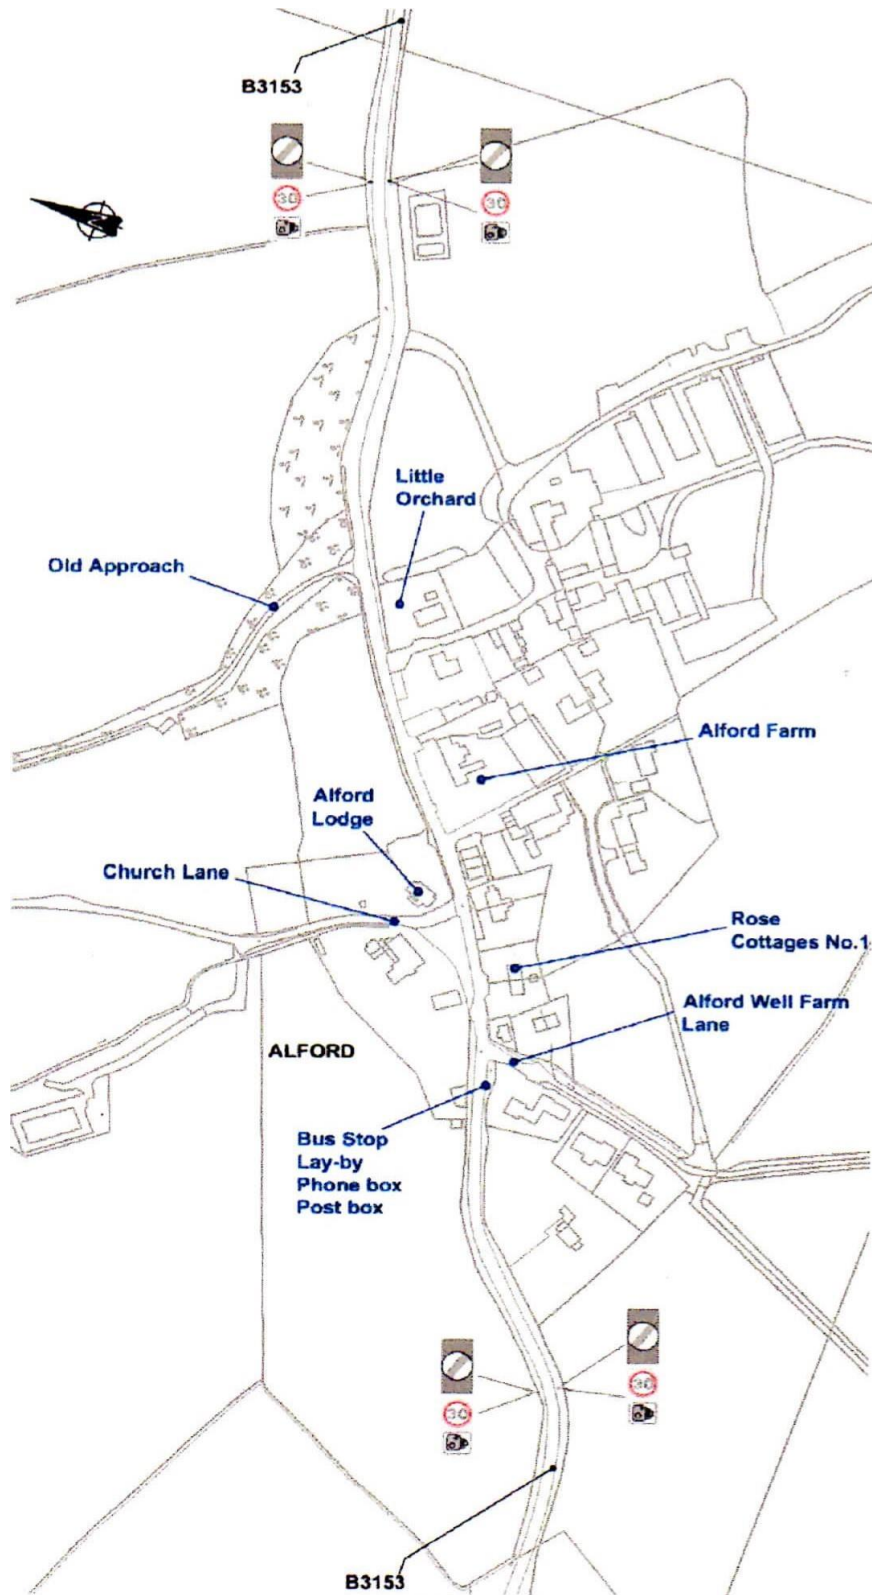 B3153
30
30
Little
Orchard
Old Approach
Alford Farm
Alford
Lodge
Church Lane
Rose
Cottages No.1
Alford Well Farm
Lane
ALFORD
Bus Stop
Lay-by
Phone box
Post box
30
30
B3153